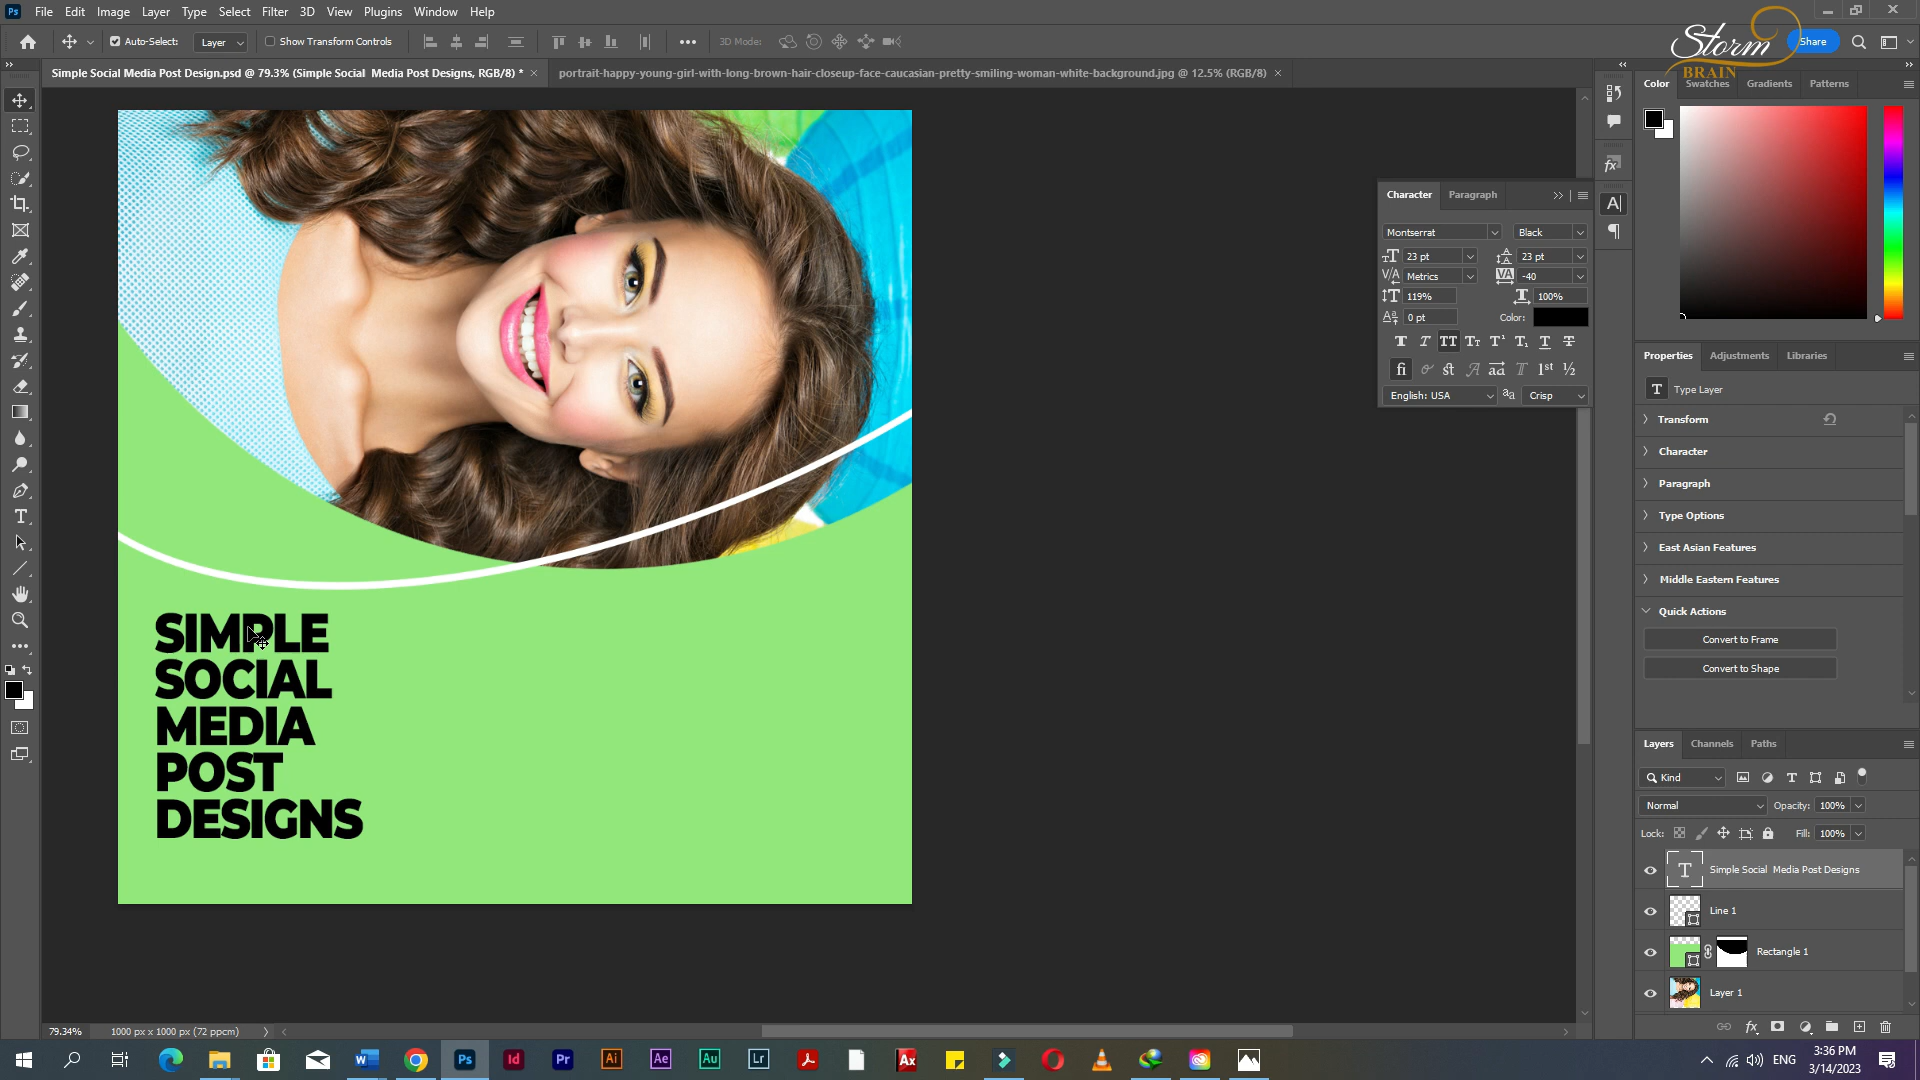 Ps File Edit Image Layer Type Select Filter 3D View Plugins Window Help
Auto-Select: Layer Show Transform Controls 3D Mode: Share
Storm
BRAIN
Simple Social Media Post Design.psd @ 79.3% (Simple Social Media Post Designs, RGB/8) *
portrait-happy-young-girl-with-long-brown-hair-closeup-face-caucasian-pretty-smiling-woman-white-background.jpg @ 12.5% (RGB/8)
Color Swatches Gradients Patterns
Character Paragraph
Montserrat Black
23 pt 23 pt
Metrics -40
119% 100%
0 pt Color:
English: USA Crisp
Properties Adjustments Libraries
Type Layer
Transform
Character
Paragraph
Type Options
East Asian Features
Middle Eastern Features
Quick Actions
Convert to Frame
Convert to Shape
SIMPLE
SOCIAL
MEDIA
POST
DESIGNS
Layers Channels Paths
Kind
Normal Opacity: 100%
Lock: Fill: 100%
Simple Social Media Post Designs
Line 1
Rectangle 1
Layer 1
79.34% 1000 px x 1000 px (72 ppcm)
ENG
3:36 PM
3/14/2023